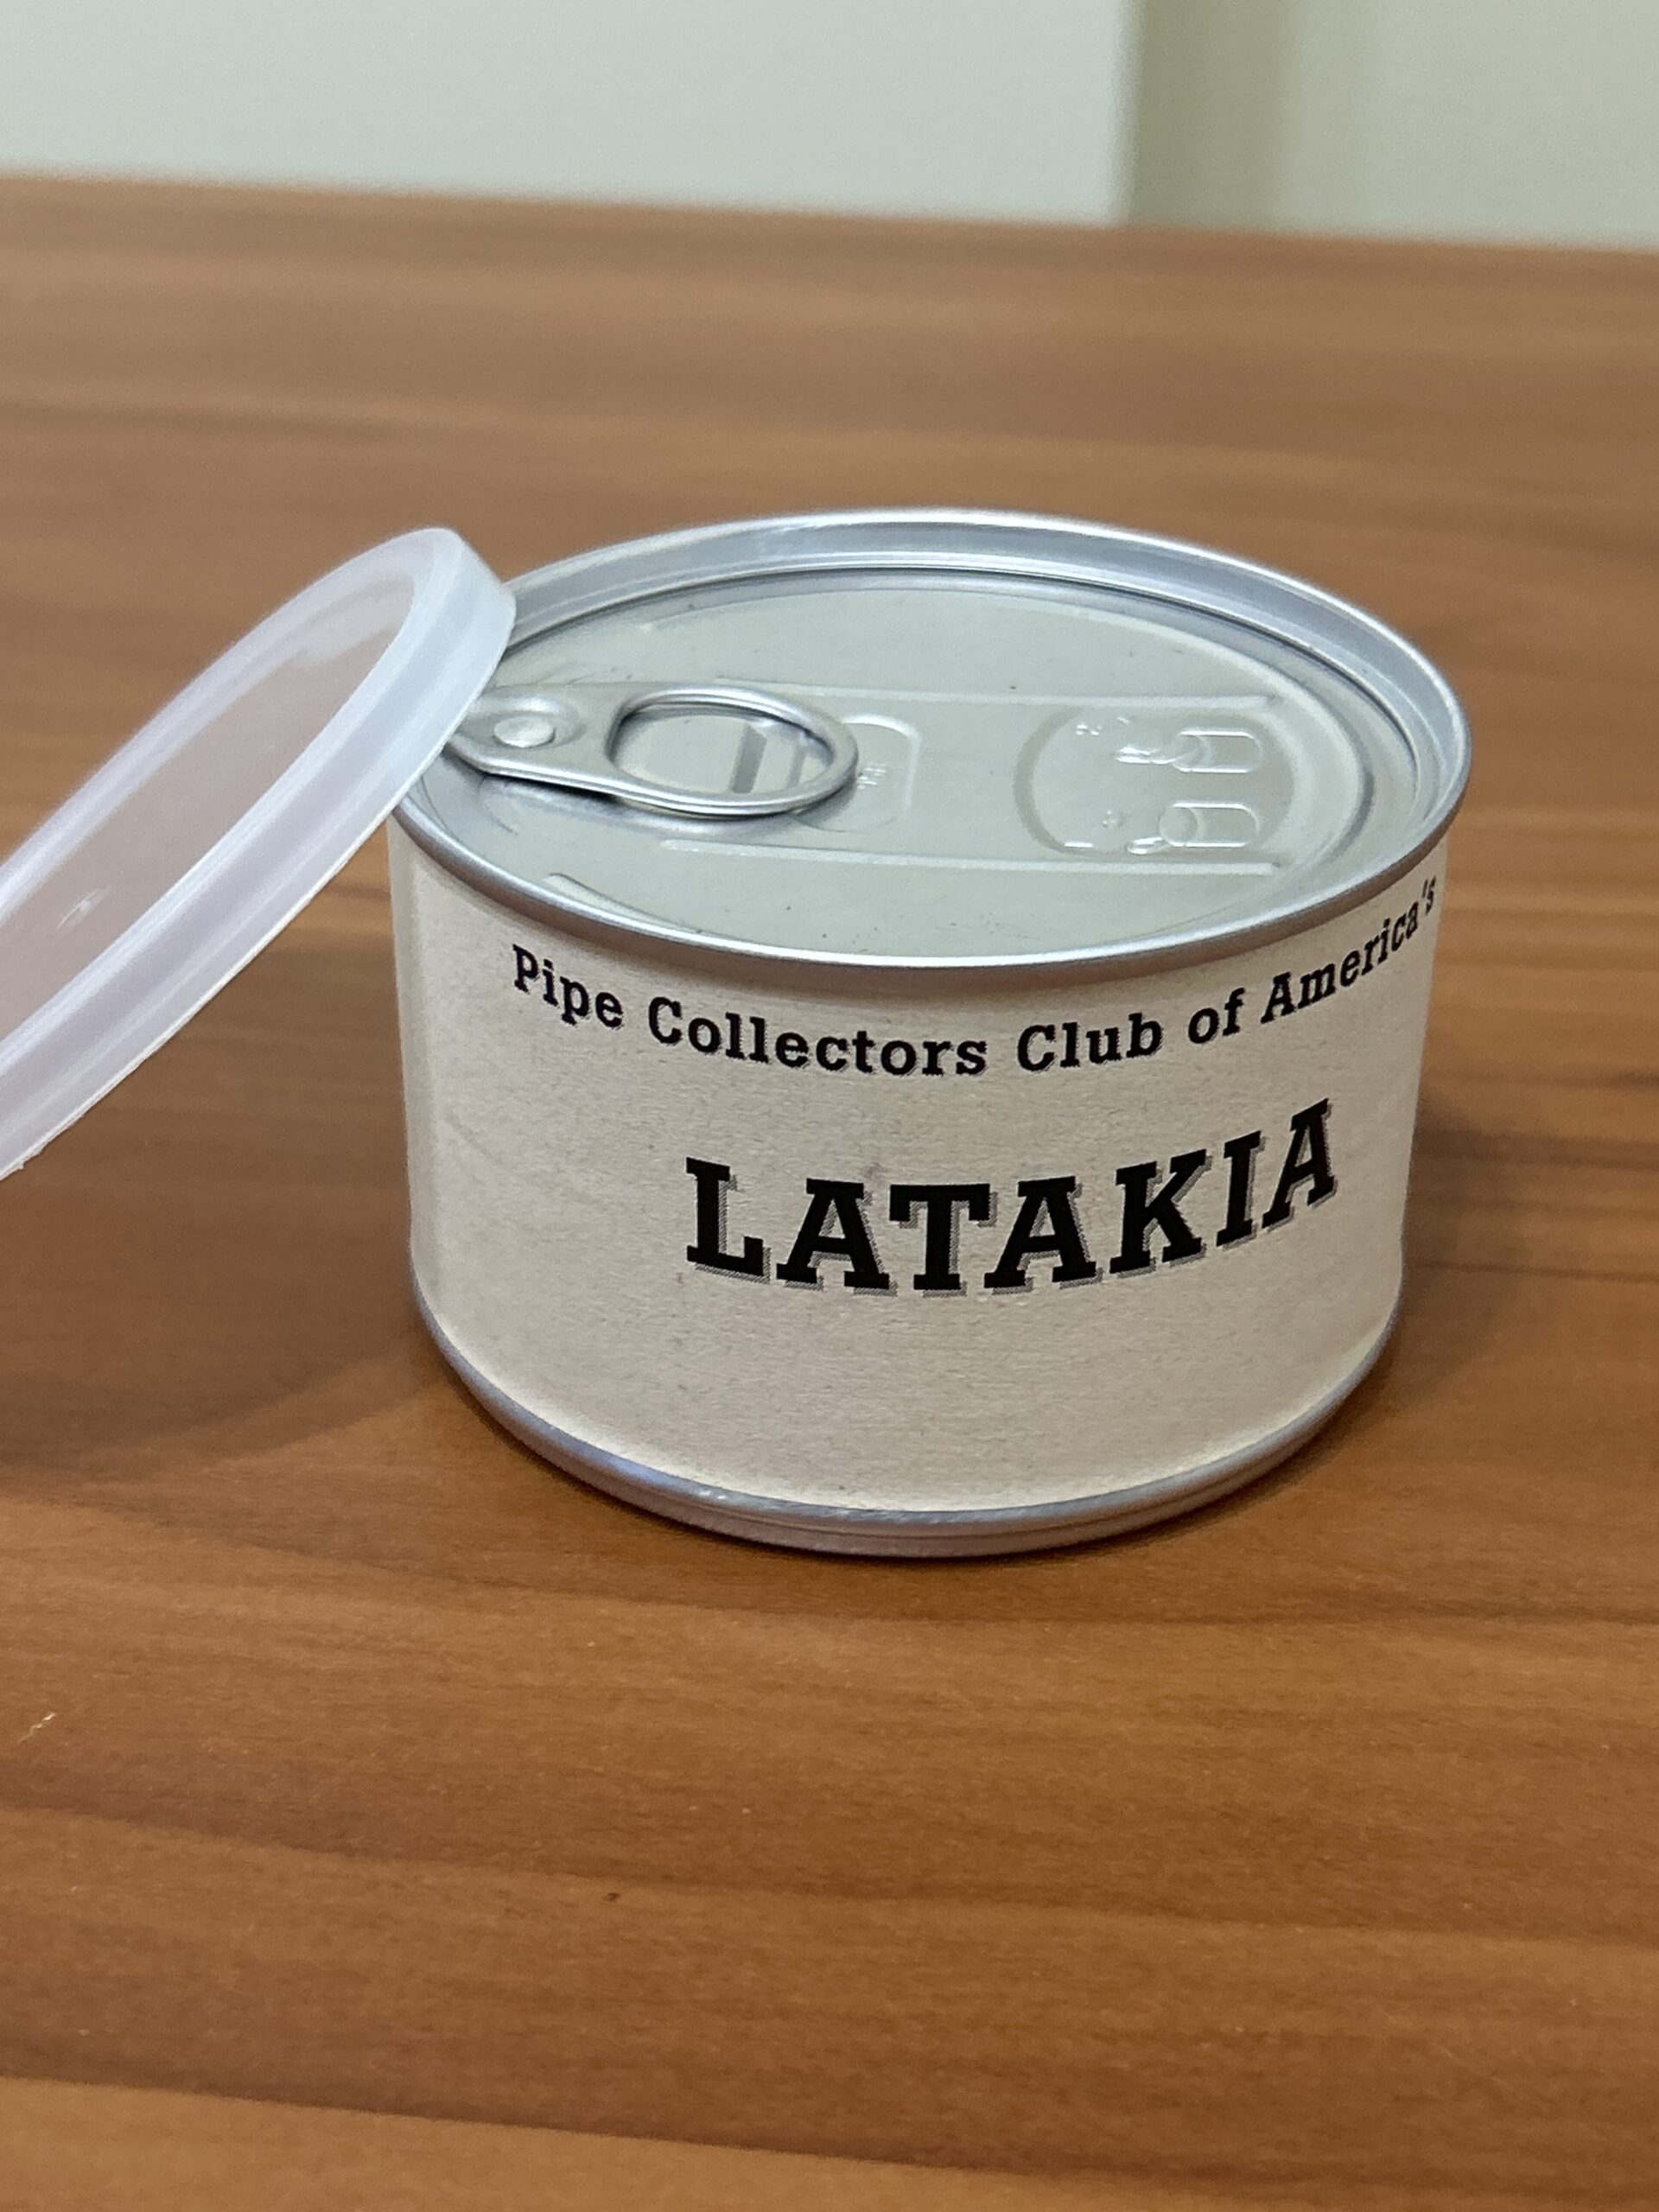 Pipe Collectors Club of America's
LATAKIA